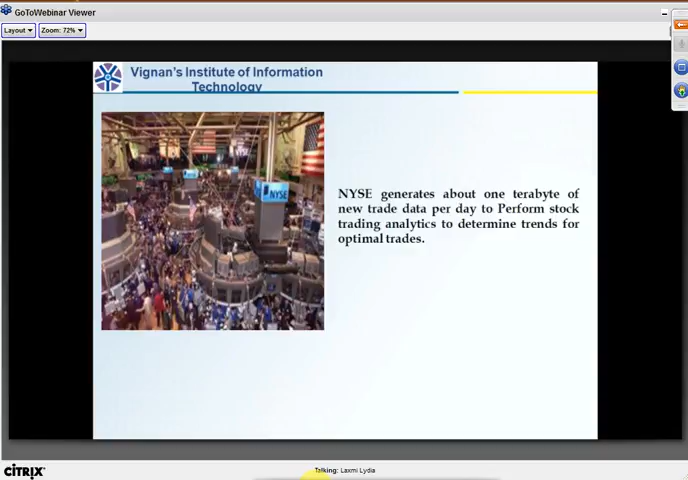 GoToWebinar Viewer
Layout
Zoom: 72%
Vignan's Institute of Information
Technology
NYSE
NYSE generates about one terabyte of
new trade data per day to Perform stock
trading analytics to determine trends for
optimal trades.
CITRIX
Talking: Laxmi Lydia